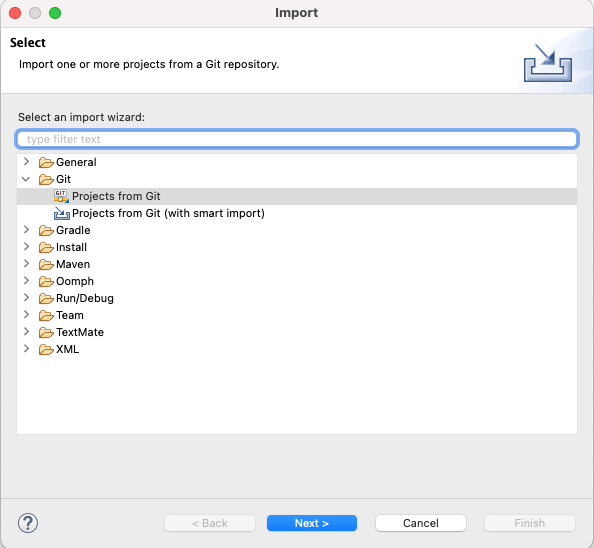 Import
Select
Import one or more projects from a Git repository.
Select an import wizard:
type filter text
General
Git
GIT Projects from Git
Projects from Git (with smart import)
Gradle
Install
Maven
Oomph
Run/Debug
Team
TextMate
XML
? < Back Next > Cancel Finish